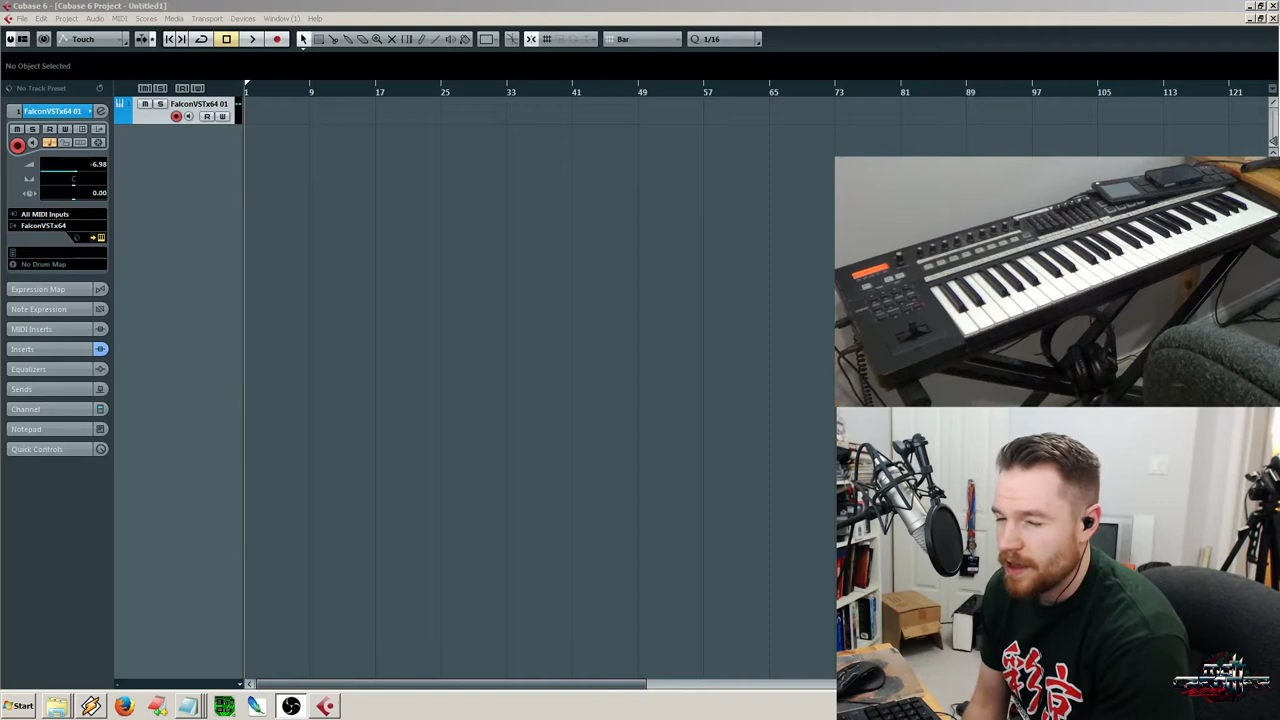 Cubase 6 - [Cubase 6 Project - Untitled1]
File Edit Project Audio MIDI Scores Media Transport Devices Window (1) Help
Touch Bar 1/16
No Object Selected
No Track Preset
1 9 17 25 33 41 49 57 65 73 81 89 97 105 113 121
1 FalconVSTx64 01
M S FalconVSTx64 01
R W
M S R W
-6.98
C
0.00
All MIDI Inputs
FalconVSTx64
No Drum Map
Expression Map
Note Expression
MIDI Inserts
Inserts
Equalizers
Sends
Channel
Notepad
Quick Controls
彩京
Start